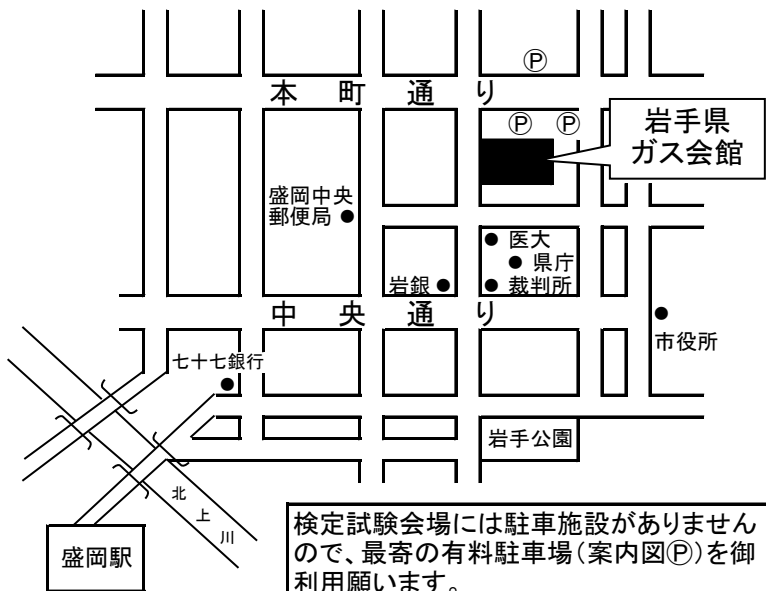 Ⓟ
本町通り
Ⓟ Ⓟ
岩手県
ガス会館
盛岡中央
郵便局
医大
県庁
岩銀
裁判所
中央通り
市役所
七十七銀行
岩手公園
北上川
盛岡駅
検定試験会場には駐車施設がありません
ので、最寄の有料駐車場(案内図Ⓟ)を御
利用願います。